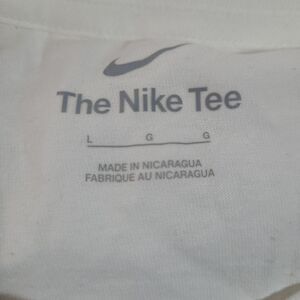 The Nike Tee
L G G
MADE IN NICARAGUA
FABRIQUE AU NICARAGUA